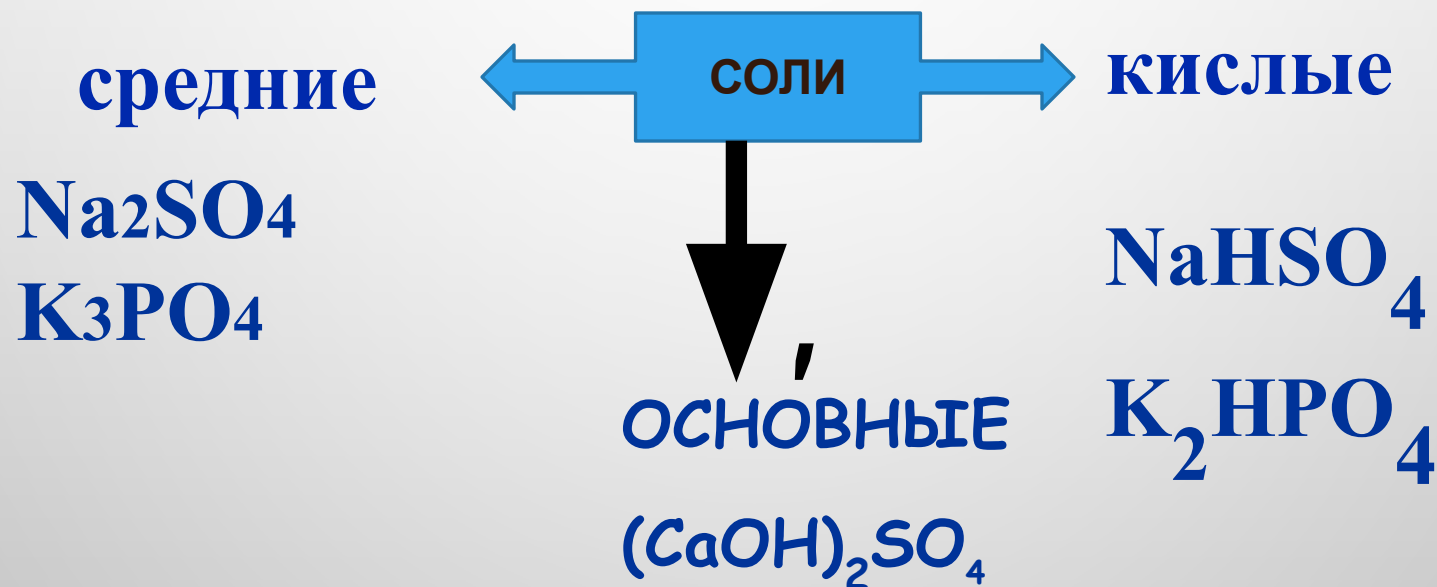 СОЛИ
средние
Na2SO4
K3PO4
,
ОСНОВНЫЕ
(CaOH)2SO4
кислые
NaHSO4
K2HPO4